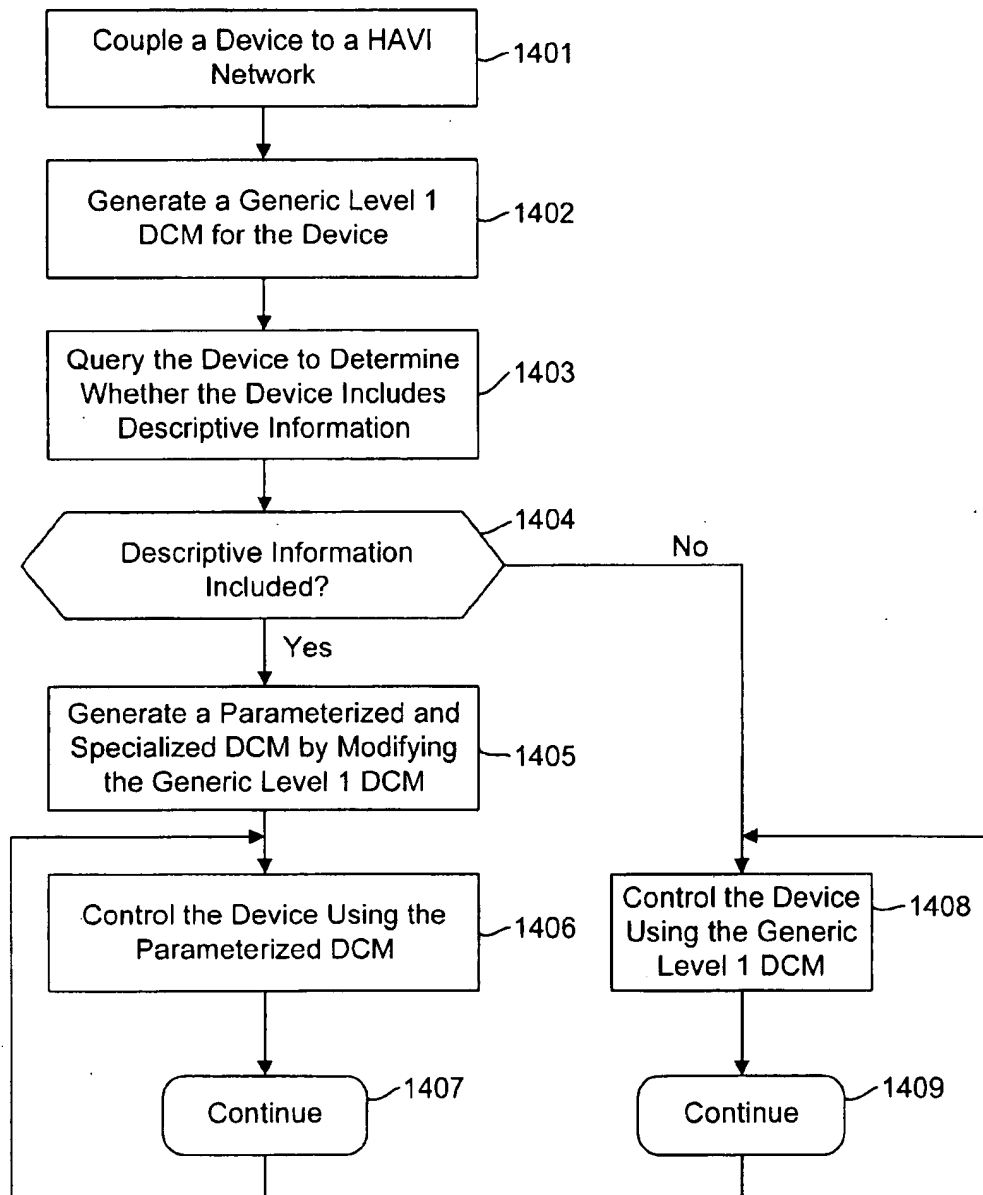 Couple a Device to a HAVI
Network
1401
Generate a Generic Level 1
DCM for the Device
1402
Query the Device to Determine
Whether the Device Includes
Descriptive Information
1403
Descriptive Information
Included?
1404
No
Yes
Generate a Parameterized and
Specialized DCM by Modifying
the Generic Level 1 DCM
1405
Control the Device Using the
Parameterized DCM
1406
Control the Device
Using the Generic
Level 1 DCM
1408
Continue
1407
Continue
1409